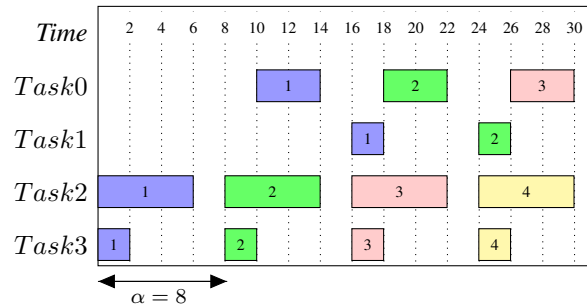 Time 2 4 6 8 10 12 14 16 18 20 22 24 26 28 30
Task0 1 2 3
Task1 1 2
Task2 1 2 3 4
Task3 1 2 3 4
α = 8